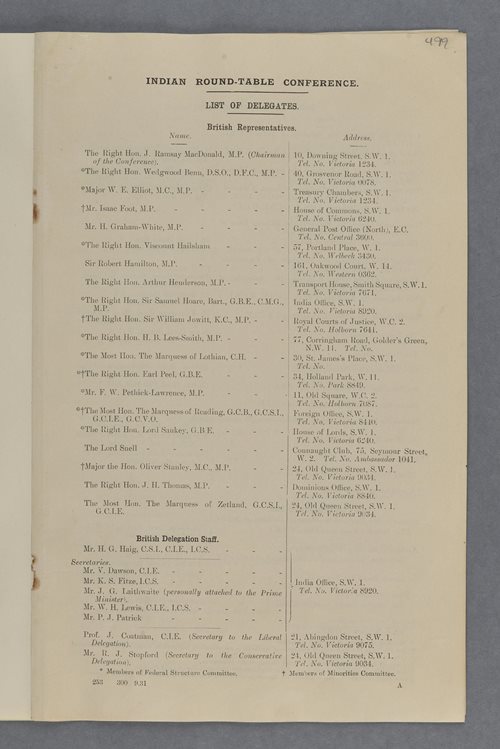 499
INDIAN ROUND-TABLE CONFERENCE.
LIST OF DELEGATES.
British Representatives.
Name. Address.
The Right Hon. J. Ramsay MacDonald, M.P. (Chairman of the Conference). 10, Downing Street, S.W. 1.
Tel. No. Victoria 1234.
*The Right Hon. Wedgwood Benn, D.S.O., D.F.C., M.P. - 40, Grosvenor Road, S.W. 1.
Tel. No. Victoria 0078.
*Major W. E. Elliot, M.C., M.P. - - - - Treasury Chambers, S.W. 1.
Tel. No. Victoria 1234.
†Mr. Isaac Foot, M.P. - - - - House of Commons, S.W. 1.
Tel. No. Victoria 6240.
Mr. H. Graham-White, M.P. - - - - General Post Office (North), E.C.
Tel. No. Central 3600.
*The Right Hon. Viscount Hailsham - - - 57, Portland Place, W. 1.
Tel. No. Welbeck 3430.
Sir Robert Hamilton, M.P. - - - - 161, Oakwood Court, W. 14.
Tel. No. Western 0362.
The Right Hon. Arthur Henderson, M.P. - - - Transport House, Smith Square, S.W. 1.
Tel. No. Victoria 7671.
*The Right Hon. Sir Samuel Hoare, Bart., G.B.E., C.M.G., M.P. India Office, S.W. 1.
Tel. No. Victoria 8920.
†The Right Hon. Sir William Jowitt, K.C., M.P. - - Royal Courts of Justice, W.C. 2.
Tel. No. Holborn 7641.
*The Right Hon. H. B. Lees-Smith, M.P. - - - 77, Corringham Road, Golder's Green,
N.W. 11. Tel. No.
*The Most Hon. The Marquess of Lothian, C.H. - - 30, St. James's Place, S.W. 1.
Tel. No.
*†The Right Hon. Earl Peel, G.B.E. - - - 34, Holland Park, W. 11.
Tel. No. Park 8849.
*Mr. F. W. Pethick-Lawrence, M.P. - - - 11, Old Square, W.C. 2.
Tel. No. Holborn 7087.
*†The Most Hon. The Marquess of Reading, G.C.B., G.C.S.I., G.C.I.E., G.C.V.O. Foreign Office, S.W. 1.
Tel. No. Victoria 8440.
*The Right Hon. Lord Sankey, G.B.E. - - - House of Lords, S.W. 1.
Tel. No. Victoria 6240.
The Lord Snell - - - - - Connaught Club, 75, Seymour Street,
W. 2. Tel. No. Ambassador 1041.
†Major the Hon. Oliver Stanley, M.C., M.P. - - 24, Old Queen Street, S.W. 1.
Tel. No. Victoria 9034.
The Right Hon. J. H. Thomas, M.P. - - - Dominions Office, S.W. 1.
Tel. No. Victoria 8840.
The Most Hon. The Marquess of Zetland, G.C.S.I., G.C.I.E. 24, Old Queen Street, S.W. 1.
Tel. No. Victoria 9034.
British Delegation Staff.
Mr. H. G. Haig, C.S.I., C.I.E., I.C.S. - - -
Secretaries.
Mr. V. Dawson, C.I.E. - - - - -
Mr. K. S. Fitze, I.C.S. - - - - - India Office, S.W. 1.
Mr. J. G. Laithwaite (personally attached to the Prime Minister). Tel. No. Victoria 8920.
Mr. W. H. Lewis, C.I.E., I.C.S. - - - -
Mr. P. J. Patrick - - - -
Prof. J. Coatman, C.I.E. (Secretary to the Liberal Delegation). 21, Abingdon Street, S.W. 1.
Tel. No. Victoria 9075.
Mr. R. J. Stopford (Secretary to the Conservative Delegation). 24, Old Queen Street, S.W. 1.
Tel. No. Victoria 9034.
* Members of Federal Structure Committee. † Members of Minorities Committee.
253 300 9.31 A